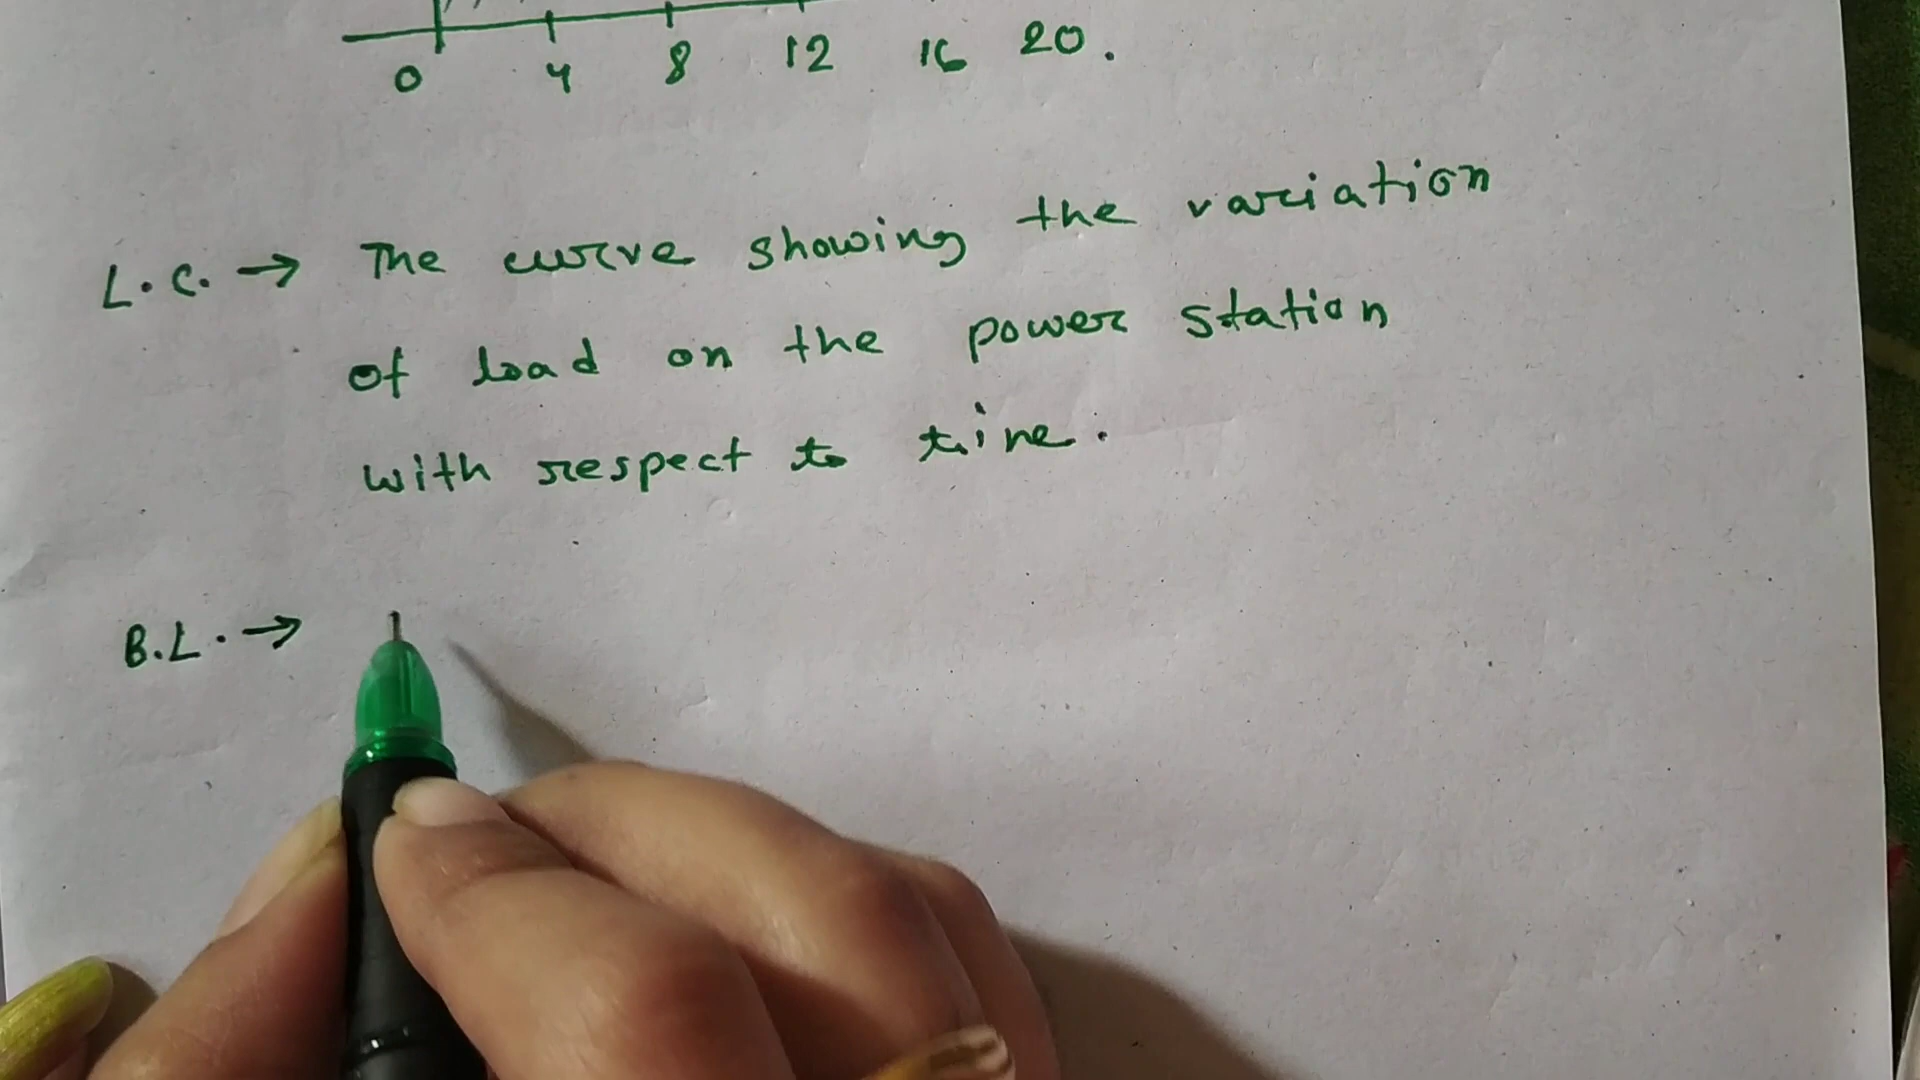 0 4 8 12 16 20.
L.C. → The curve showing the variation
of load on the power station
with respect to time.
B.L. →